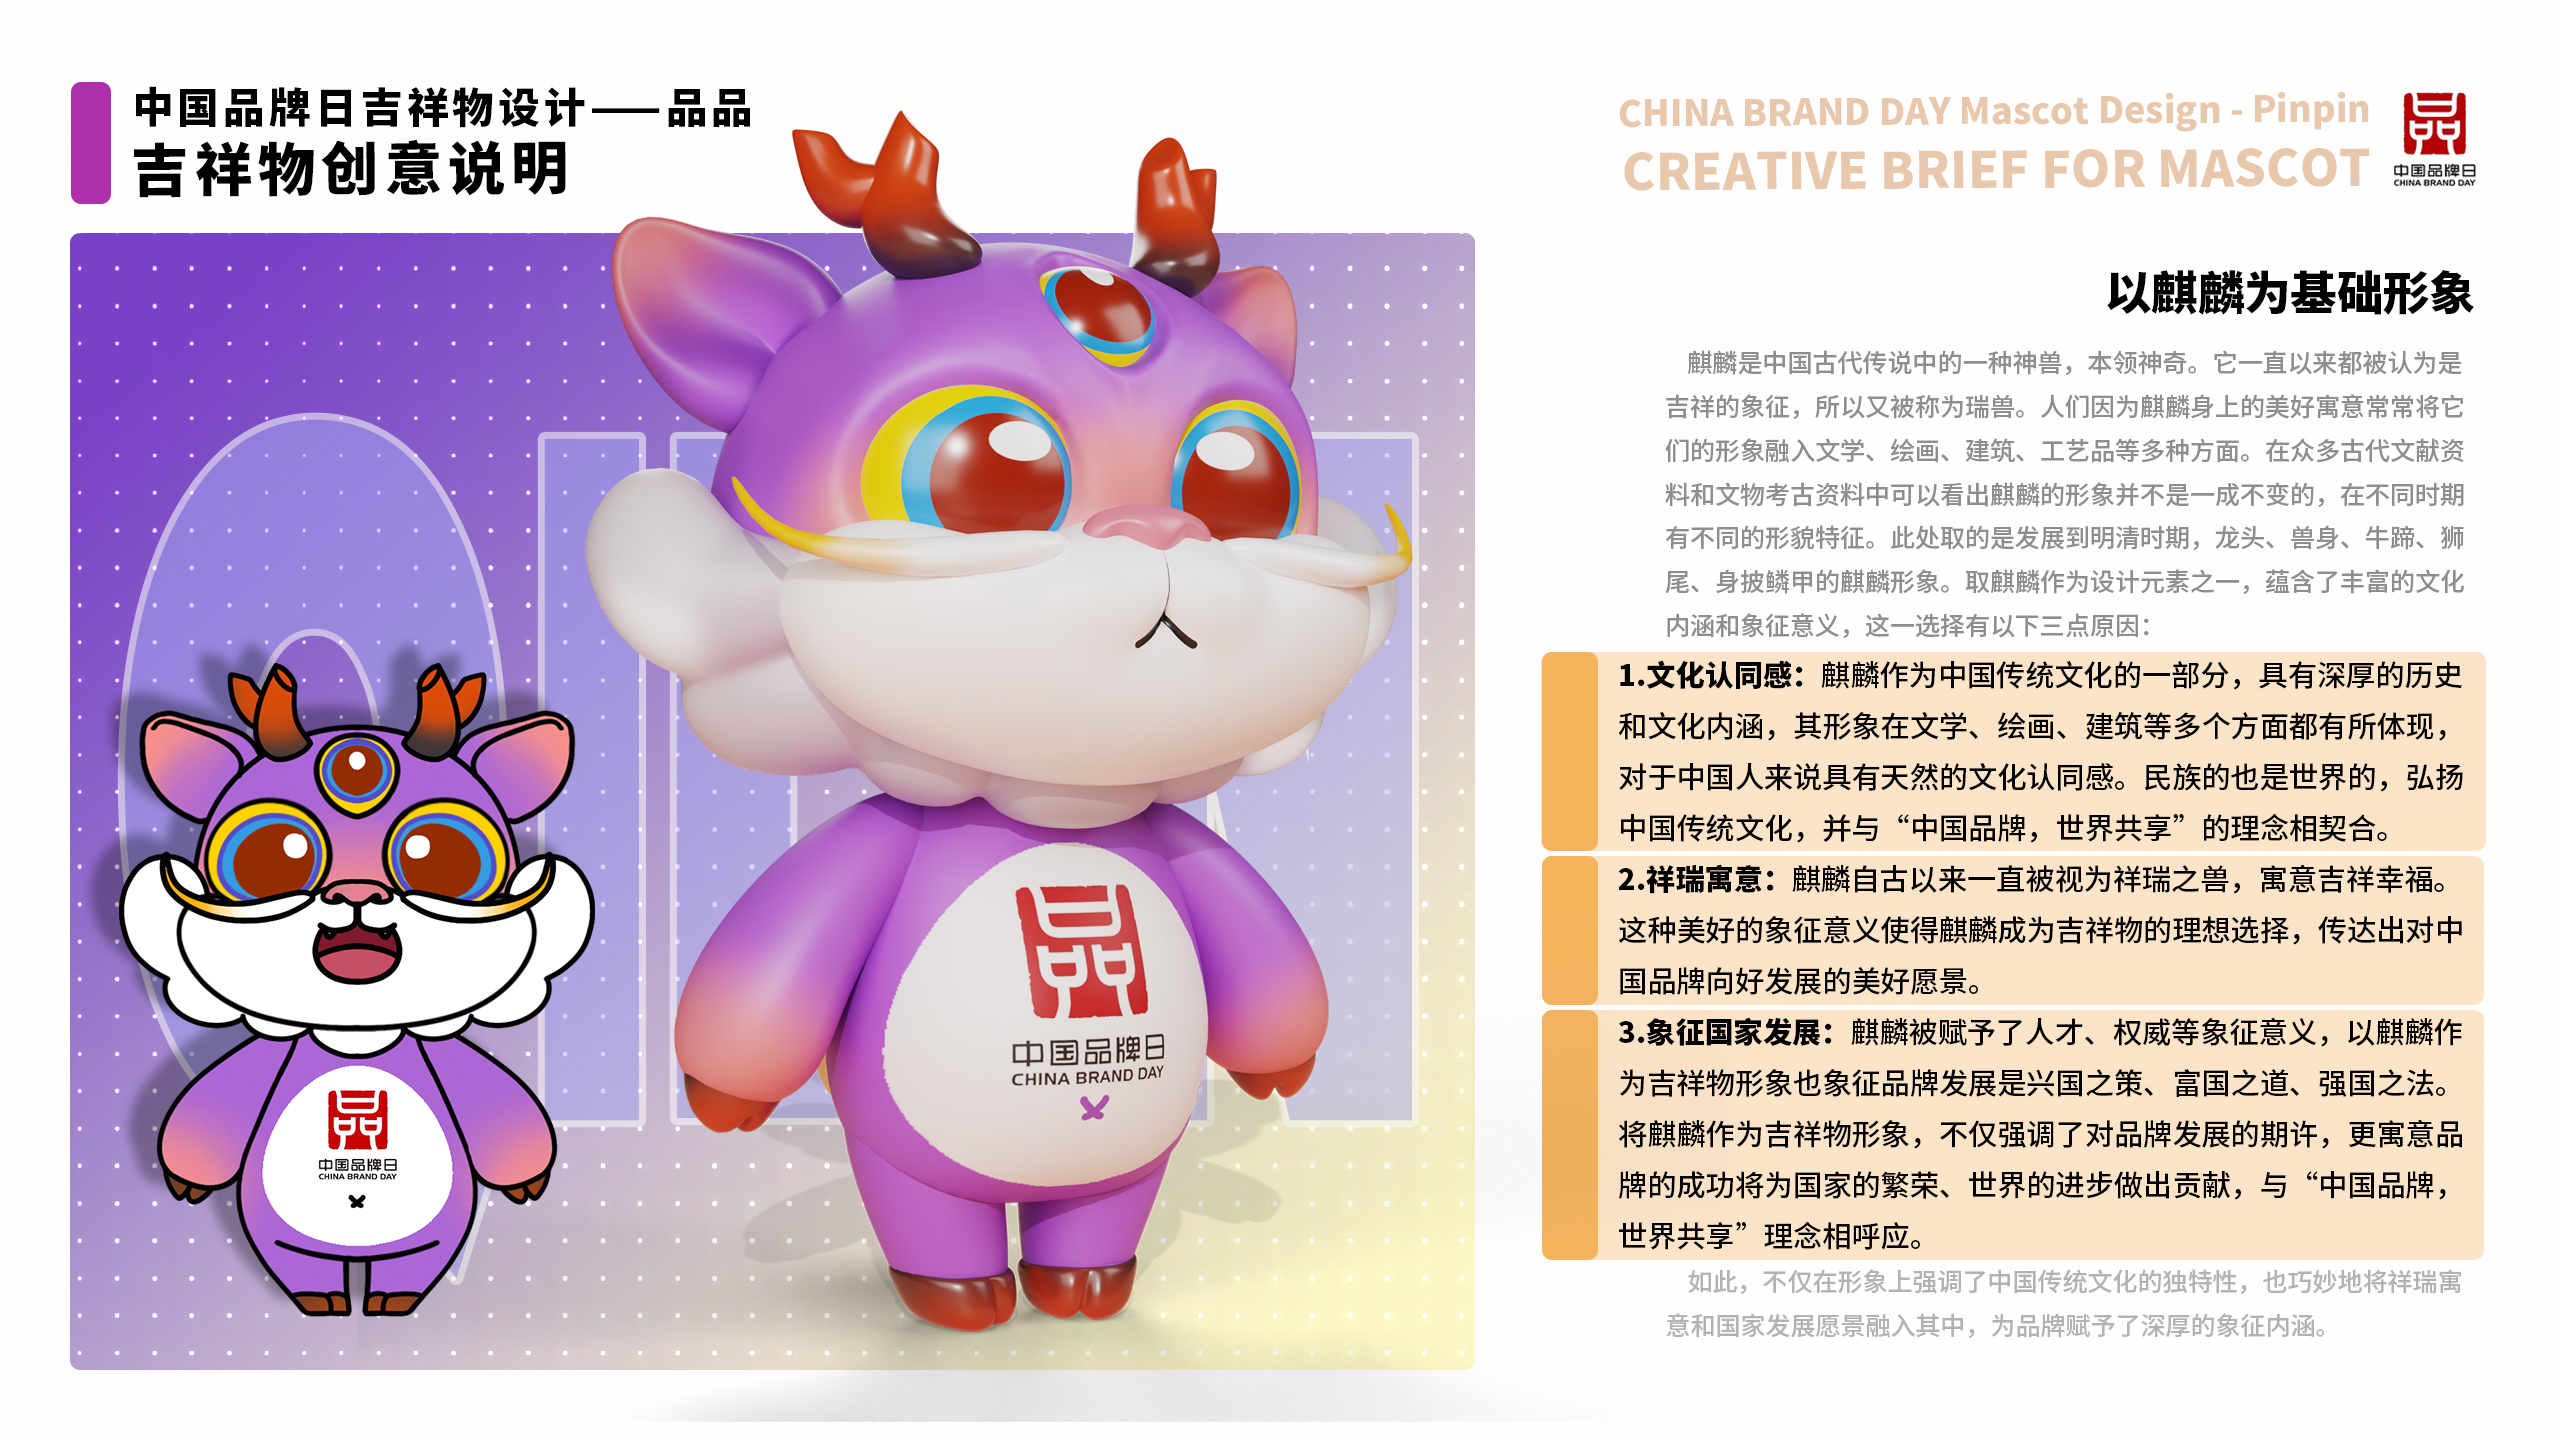 中国品牌日吉祥物设计——品品
吉祥物创意说明
CHINA BRAND DAY Mascot Design - Pinpin
CREATIVE BRIEF FOR MASCOT
品
中国品牌日
CHINA BRAND DAY
以麒麟为基础形象
麒麟是中国古代传说中的一种神兽，本领神奇。它一直以来都被认为是
吉祥的象征，所以又被称为瑞兽。人们因为麒麟身上的美好寓意常常将它
们的形象融入文学、绘画、建筑、工艺品等多种方面。在众多古代文献资
料和文物考古资料中可以看出麒麟的形象并不是一成不变的，在不同时期
有不同的形貌特征。此处取的是发展到明清时期，龙头、兽身、牛蹄、狮
尾、身披鳞甲的麒麟形象。取麒麟作为设计元素之一，蕴含了丰富的文化
内涵和象征意义，这一选择有以下三点原因：
1.文化认同感：麒麟作为中国传统文化的一部分，具有深厚的历史
和文化内涵，其形象在文学、绘画、建筑等多个方面都有所体现，
对于中国人来说具有天然的文化认同感。民族的也是世界的，弘扬
中国传统文化，并与“中国品牌，世界共享”的理念相契合。
2.祥瑞寓意：麒麟自古以来一直被视为祥瑞之兽，寓意吉祥幸福。
这种美好的象征意义使得麒麟成为吉祥物的理想选择，传达出对中
国品牌向好发展的美好愿景。
3.象征国家发展：麒麟被赋予了人才、权威等象征意义，以麒麟作
为吉祥物形象也象征品牌发展是兴国之策、富国之道、强国之法。
将麒麟作为吉祥物形象，不仅强调了对品牌发展的期许，更寓意品
牌的成功将为国家的繁荣、世界的进步做出贡献，与“中国品牌，
世界共享”理念相呼应。
如此，不仅在形象上强调了中国传统文化的独特性，也巧妙地将祥瑞寓
意和国家发展愿景融入其中，为品牌赋予了深厚的象征内涵。
品
中国品牌日
CHINA BRAND DAY
品
中国品牌日
CHINA BRAND DAY